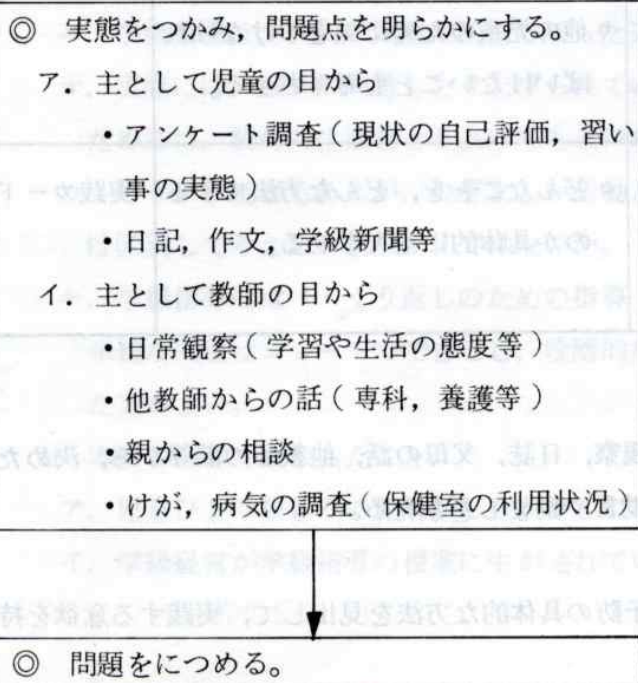 ◎ 実態をつかみ、問題点を明らかにする。
ア．主として児童の目から
・アンケート調査（現状の自己評価，習い
事の実態）
・日記，作文，学級新聞等
イ．主として教師の目から
・日常観察（学習や生活の態度等）
・他教師からの話（専科，養護等）
・親からの相談
・けが，病気の調査（保健室の利用状況）
◎ 問題をにつめる。